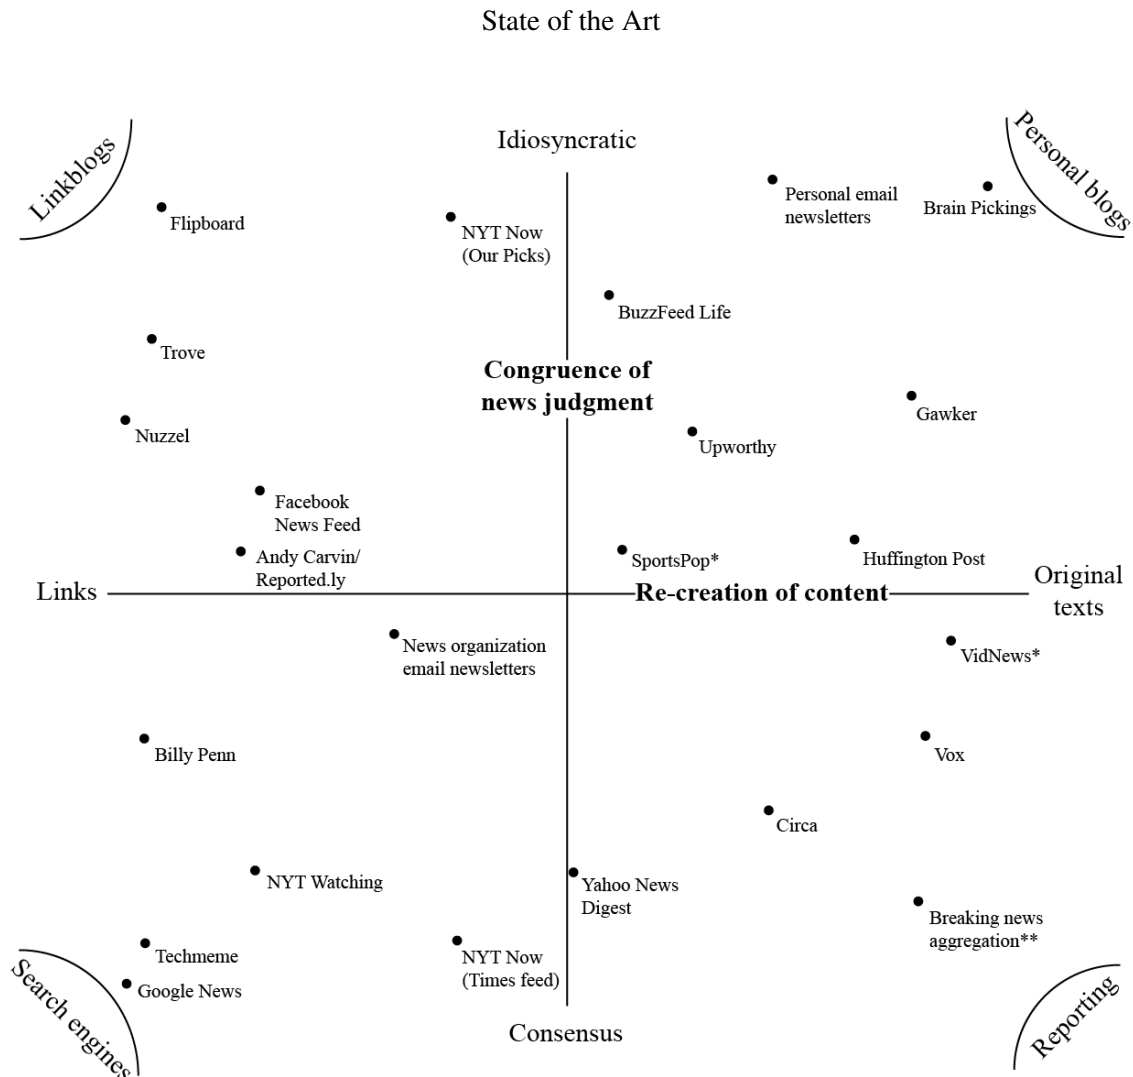 State of the Art
Idiosyncratic
Linkblogs
Personal blogs
Flipboard
NYT Now
(Our Picks)
Personal email
newsletters
Brain Pickings
BuzzFeed Life
Trove
Congruence of
news judgment
Gawker
Nuzzel
Upworthy
Facebook
News Feed
Andy Carvin/
Reported.ly
SportsPop*
Huffington Post
Links
Re-creation of content
Original
texts
News organization
email newsletters
VidNews*
Billy Penn
Vox
Circa
NYT Watching
Yahoo News
Digest
Breaking news
aggregation**
Techmeme
NYT Now
(Times feed)
Google News
Search engines
Reporting
Consensus